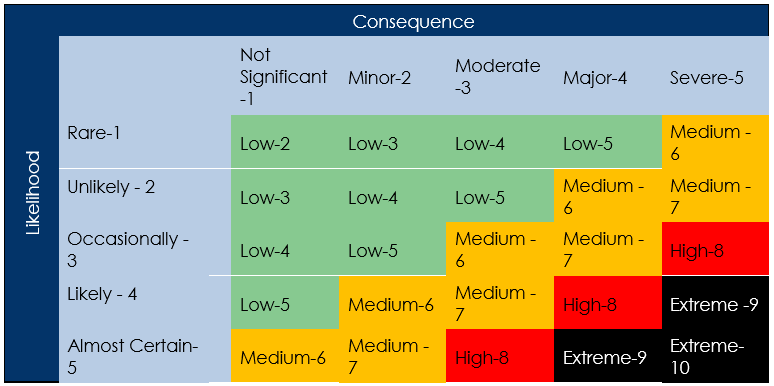 Consequence
Likelihood
Not
Significant
-1
Minor-2
Moderate
-3
Major-4
Severe-5
Rare-1
Low-2
Low-3
Low-4
Low-5
Medium -
6
Unlikely - 2
Low-3
Low-4
Low-5
Medium -
6
Medium -
7
Occasionally -
3
Low-4
Low-5
Medium -
6
Medium -
7
High-8
Likely - 4
Low-5
Medium-6
Medium -
7
High-8
Extreme -9
Almost Certain-
5
Medium-6
Medium -
7
High-8
Extreme-9
Extreme-
10